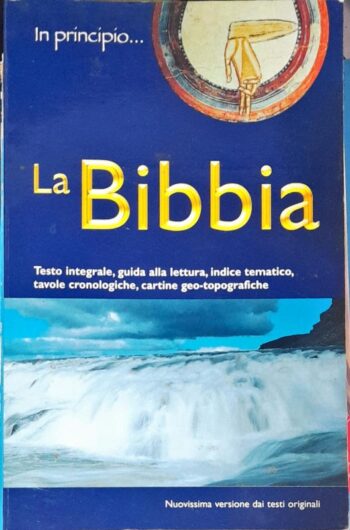 In principio...
La Bibbia
Testo integrale, guida alla lettura, indice tematico,
tavole cronologiche, cartine geo-topografiche
Nuovissima versione dai testi originali